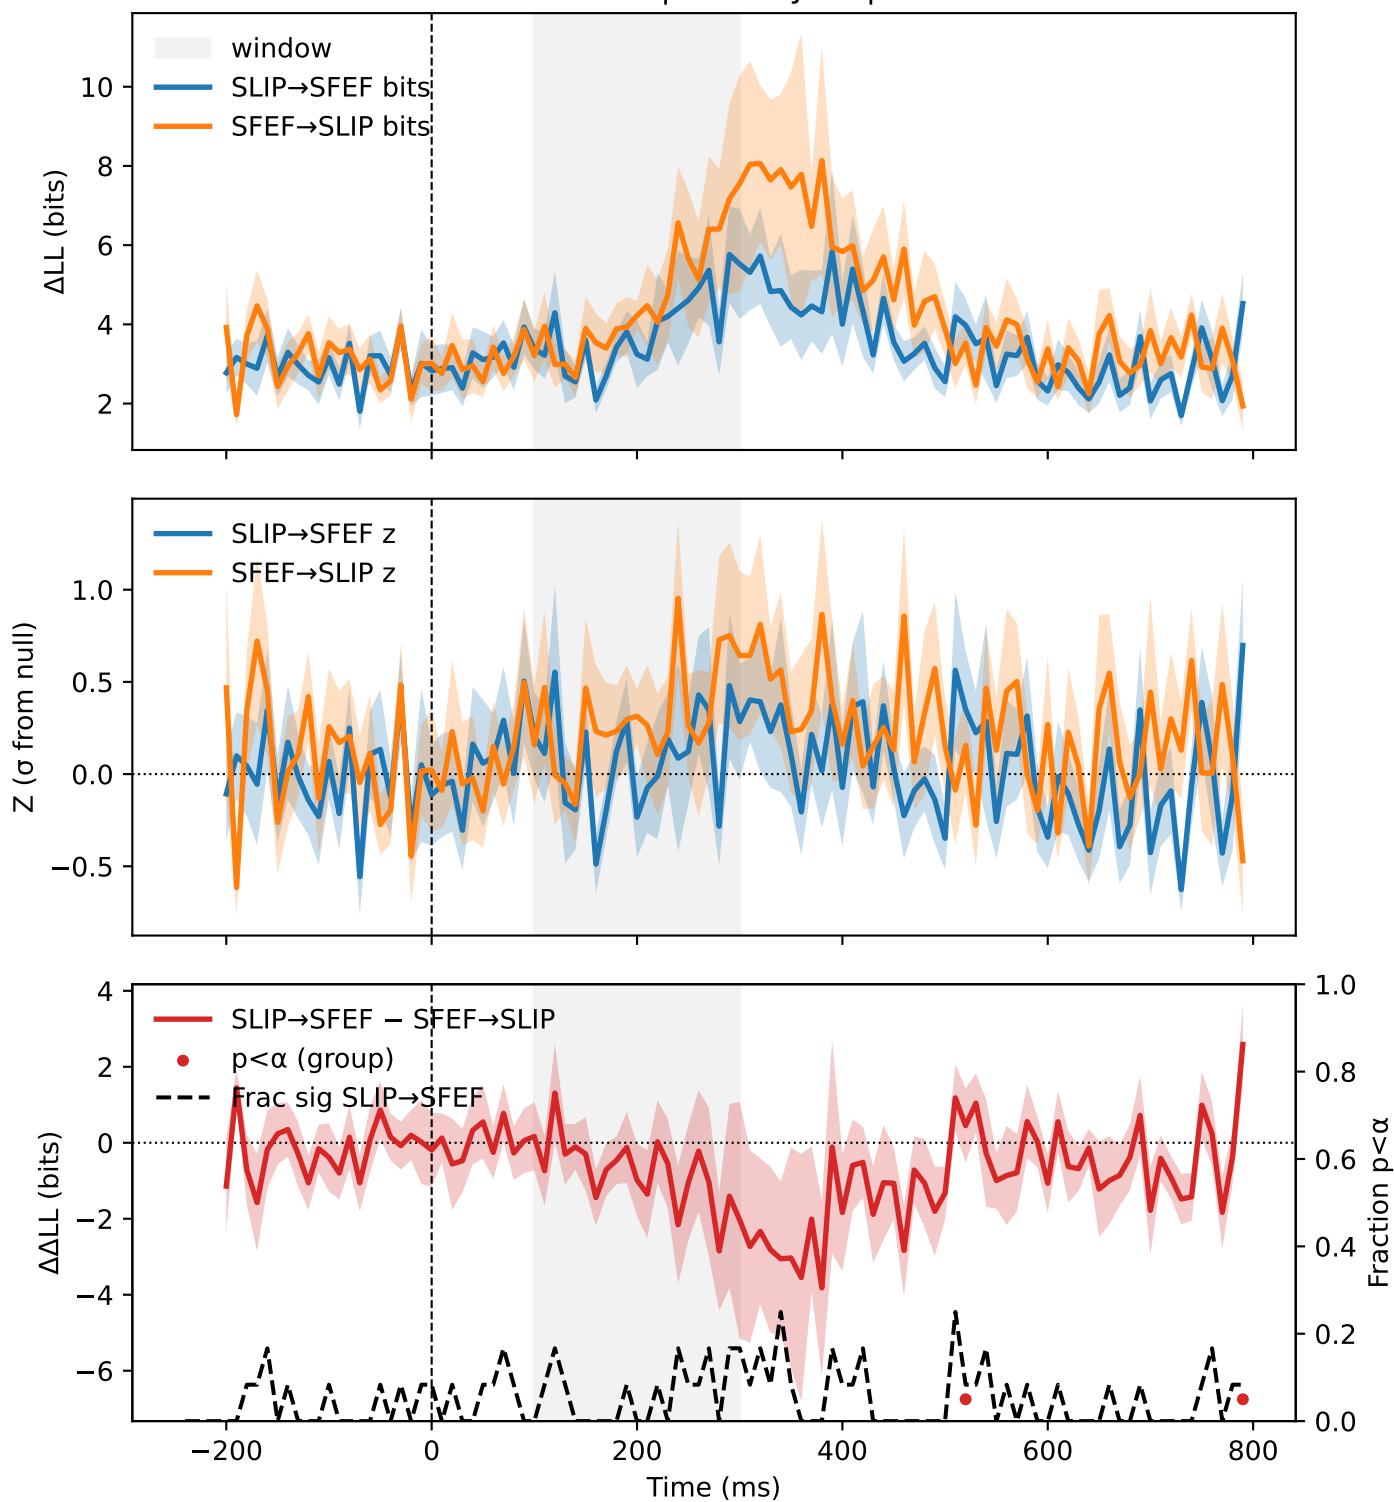 window
SLIP→SFEF bits
SFEF→SLIP bits
10
8
6
4
2
ΔLL (bits)
SLIP→SFEF z
SFEF→SLIP z
1.0
0.5
0.0
−0.5
Z (σ from null)
SLIP→SFEF − SFEF→SLIP
p<α (group)
Frac sig SLIP→SFEF
4
2
0
−2
−4
−6
ΔΔLL (bits)
1.0
0.8
0.6
0.4
0.2
0.0
Fraction p<α
−200
0
200
400
600
800
Time (ms)